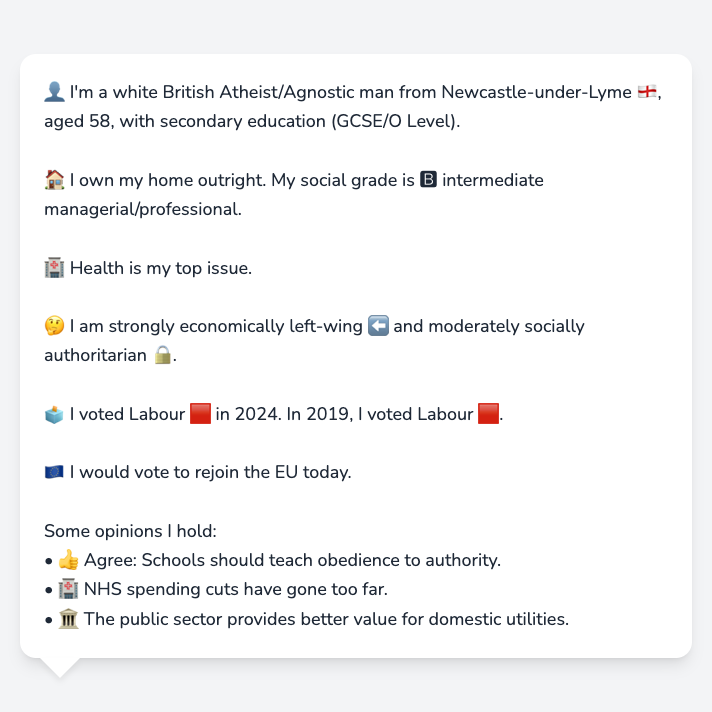 👤 I'm a white British Atheist/Agnostic man from Newcastle-under-Lyme 🏴󠁧󠁢󠁥󠁮󠁧󠁿,
aged 58, with secondary education (GCSE/O Level).
🏠 I own my home outright. My social grade is 🅱 intermediate
managerial/professional.
🏥 Health is my top issue.
🤔 I am strongly economically left-wing ⬅️ and moderately socially
authoritarian 🔒.
🗳️ I voted Labour 🟥 in 2024. In 2019, I voted Labour 🟥.
🇪🇺 I would vote to rejoin the EU today.
Some opinions I hold:
• 👍 Agree: Schools should teach obedience to authority.
• 🏥 NHS spending cuts have gone too far.
• 🏛️ The public sector provides better value for domestic utilities.